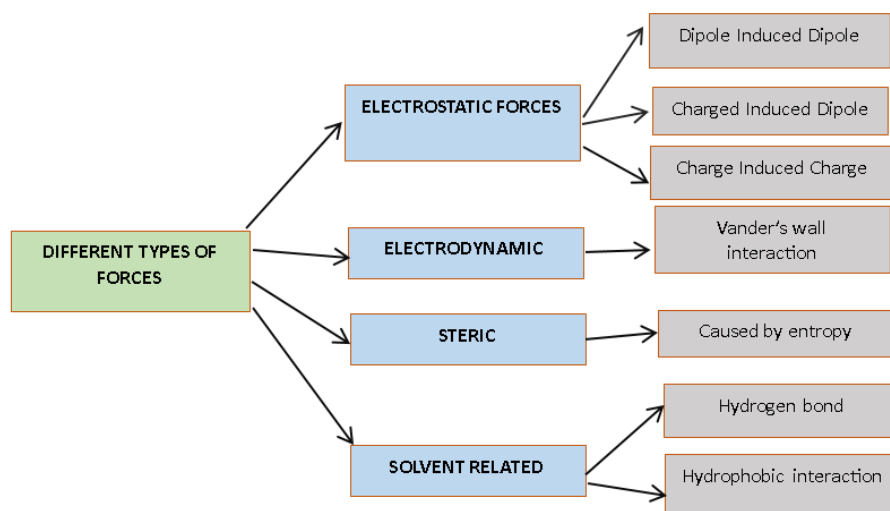 DIFFERENT TYPES OF
FORCES
ELECTROSTATIC FORCES
Dipole Induced Dipole
Charged Induced Dipole
Charge Induced Charge
ELECTRODYNAMIC
Vander's wall
interaction
STERIC
Caused by entropy
SOLVENT RELATED
Hydrogen bond
Hydrophobic interaction